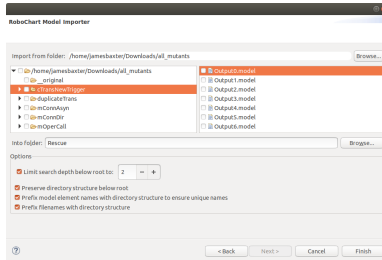 RoboChart Model Importer
Import from folder: /home/jamesbaxter/Downloads/all_mutants Browse...
/home/jamesbaxter/Downloads/all_mutants
__original
cTransNewTrigger
duplicateTrans
mConnAsyn
mConnDir
mOperCall
Output0.model
Output1.model
Output2.model
Output3.model
Output4.model
Output5.model
Output6.model
Into folder: Rescue Browse...
Options
Limit search depth below root to: 2 - +
Preserve directory structure below root
Prefix model element names with directory structure to ensure unique names
Prefix filenames with directory structure
? < Back Next > Cancel Finish